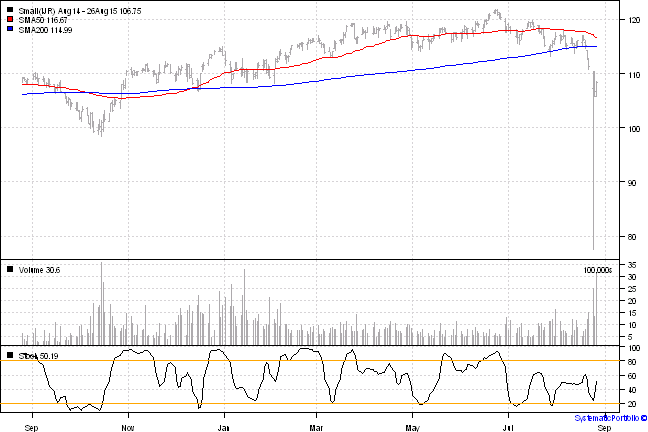 Small(IJR) Aug14 - 26Aug15 106.75
SMA50 116.67
SMA200 114.99
120
110
100
90
80
Volume 30.6
100,000s
35
30
25
20
15
10
5
Stock 50.19
100
80
60
40
20
Sep Nov Jan Mar May Jul Sep
SystematicPortfolio ©